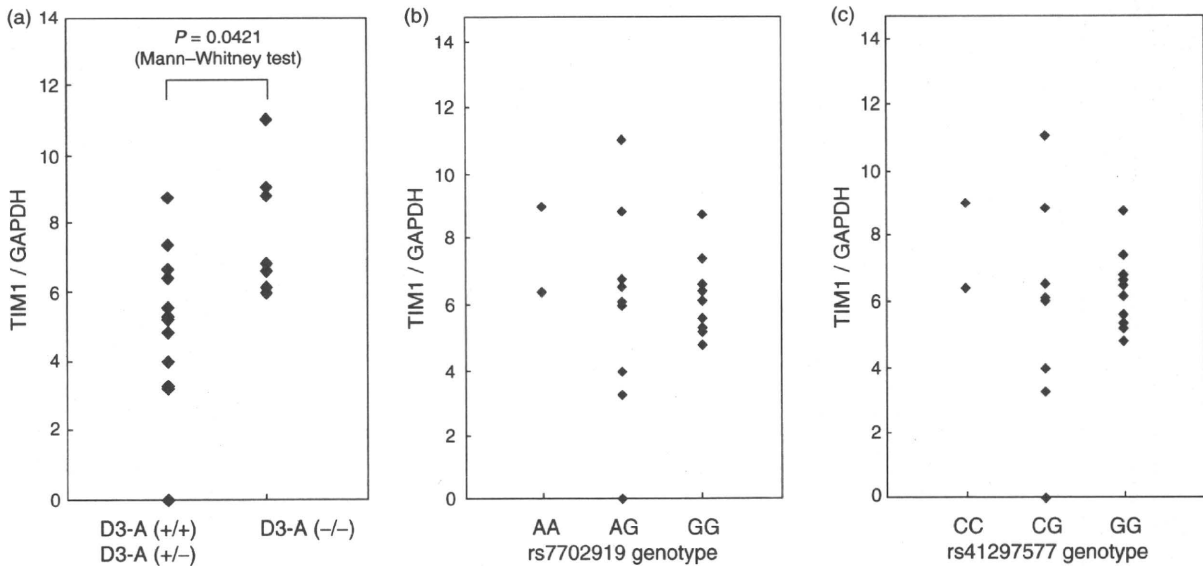 (a)
14
12
10
8
6
4
2
0
TIM1 / GAPDH
P = 0.0421
(Mann–Whitney test)
D3-A (+/+)
D3-A (+/–)
D3-A (–/–)
(b)
14
12
10
8
6
4
2
0
TIM1 / GAPDH
AA AG GG
rs7702919 genotype
(c)
14
12
10
8
6
4
2
0
TIM1 / GAPDH
CC CG GG
rs41297577 genotype